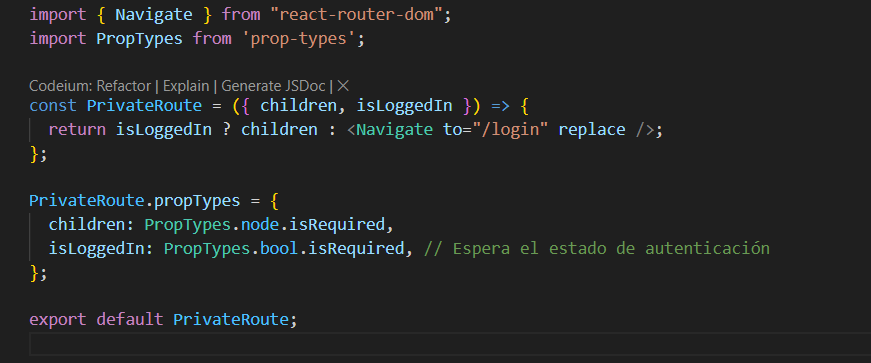 import { Navigate } from "react-router-dom";
import PropTypes from 'prop-types';
Codeium: Refactor | Explain | Generate JSDoc | ×
const PrivateRoute = ({ children, isLoggedIn }) => {
  return isLoggedIn ? children : <Navigate to="/login" replace />;
};
PrivateRoute.propTypes = {
  children: PropTypes.node.isRequired,
  isLoggedIn: PropTypes.bool.isRequired, // Espera el estado de autenticación
};
export default PrivateRoute;